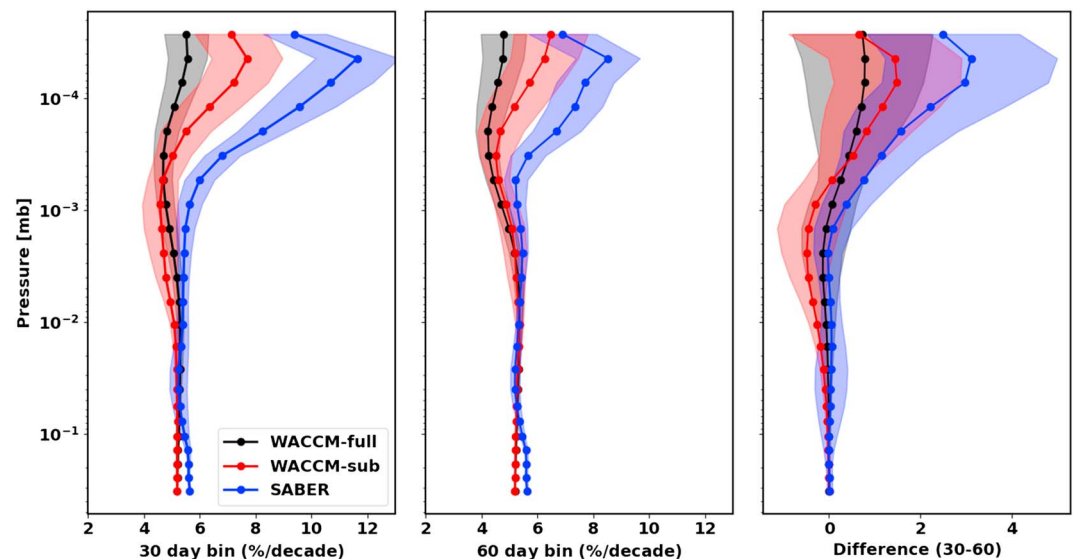 Pressure [mb]
10⁻⁴
10⁻³
10⁻²
10⁻¹
WACCM-full
WACCM-sub
SABER
2 4 6 8 10 12
30 day bin (%/decade)
2 4 6 8 10 12
60 day bin (%/decade)
0 2 4
Difference (30-60)